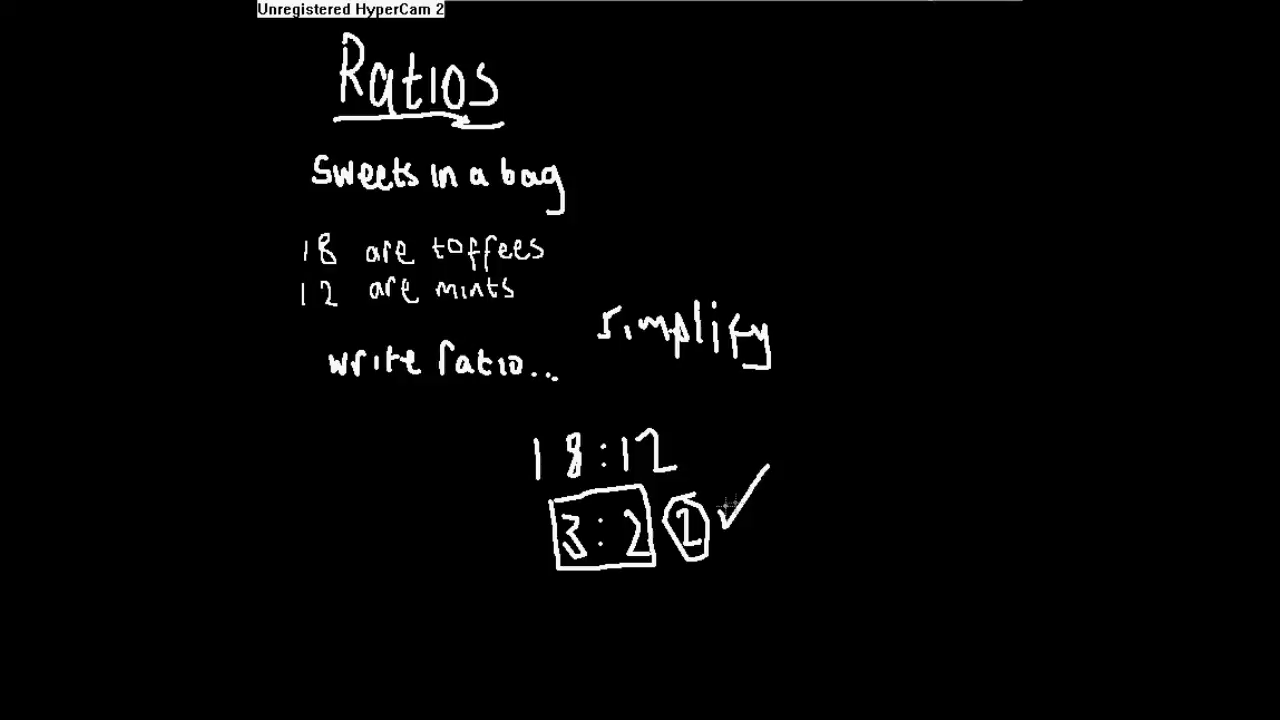 Unregistered HyperCam 2
Ratios
Sweets in a bag
18 are toffees
12 are mints
simplify
write ratio...
18:12
3:2 2